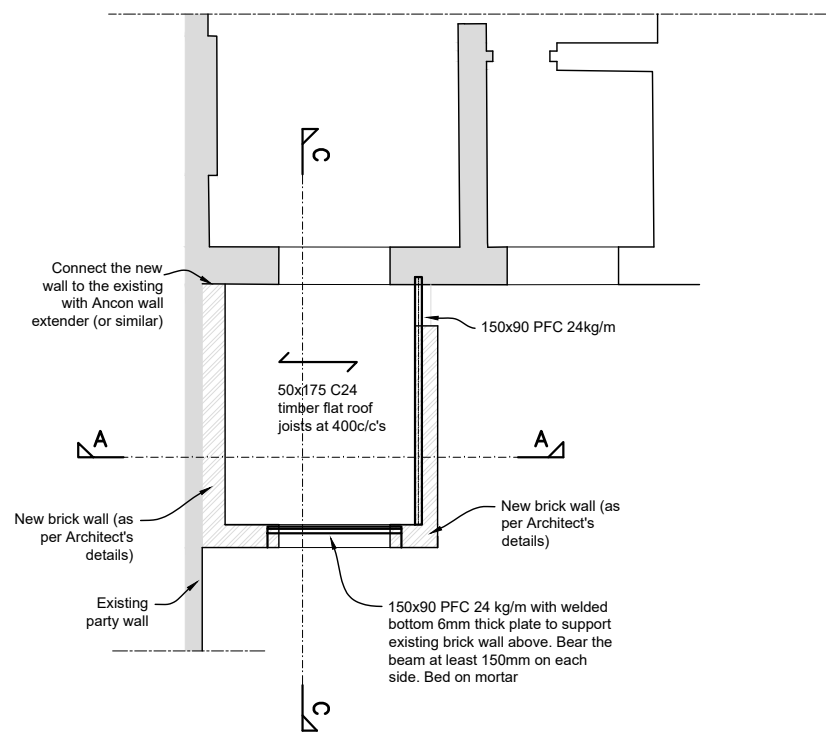 C
Connect the new
wall to the existing
with Ancon wall
extender (or similar)
150x90 PFC 24kg/m
50x175 C24
timber flat roof
joists at 400c/c's
A
A
New brick wall (as
per Architect's
details)
New brick wall (as
per Architect's
details)
Existing
party wall
150x90 PFC 24 kg/m with welded
bottom 6mm thick plate to support
existing brick wall above. Bear the
beam at least 150mm on each
side. Bed on mortar
C